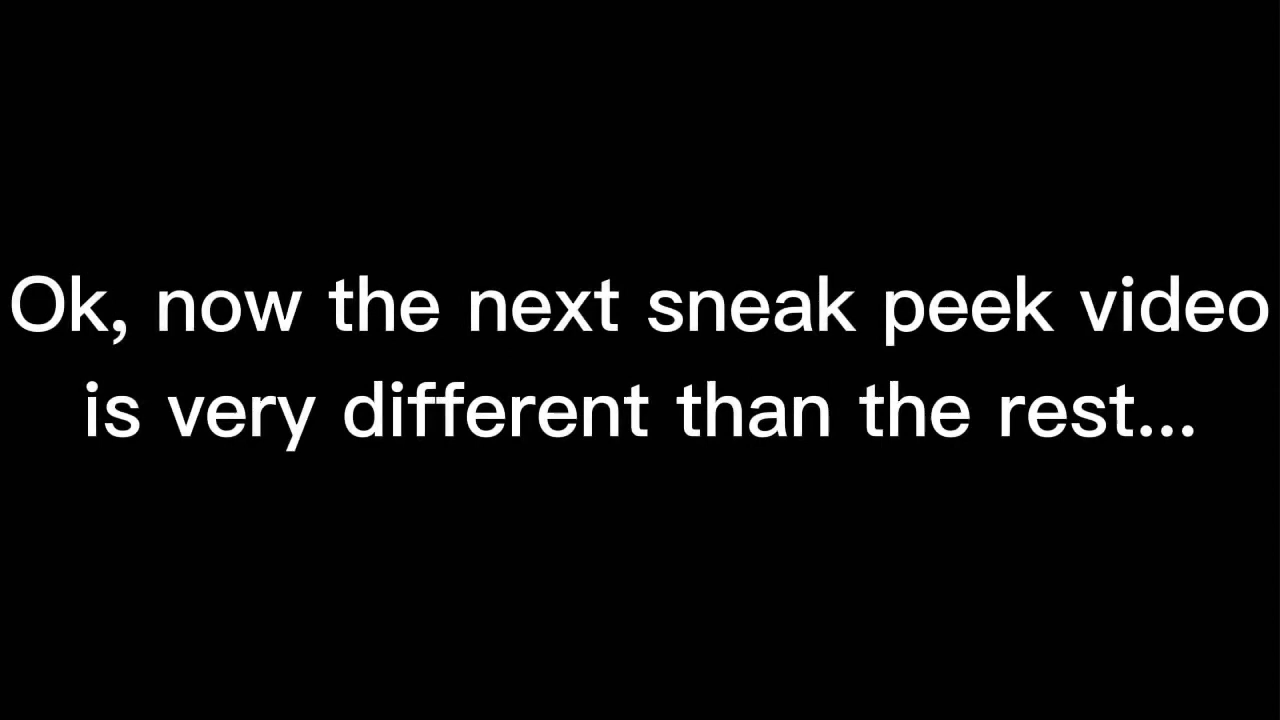 Ok, now the next sneak peek video
is very different than the rest...